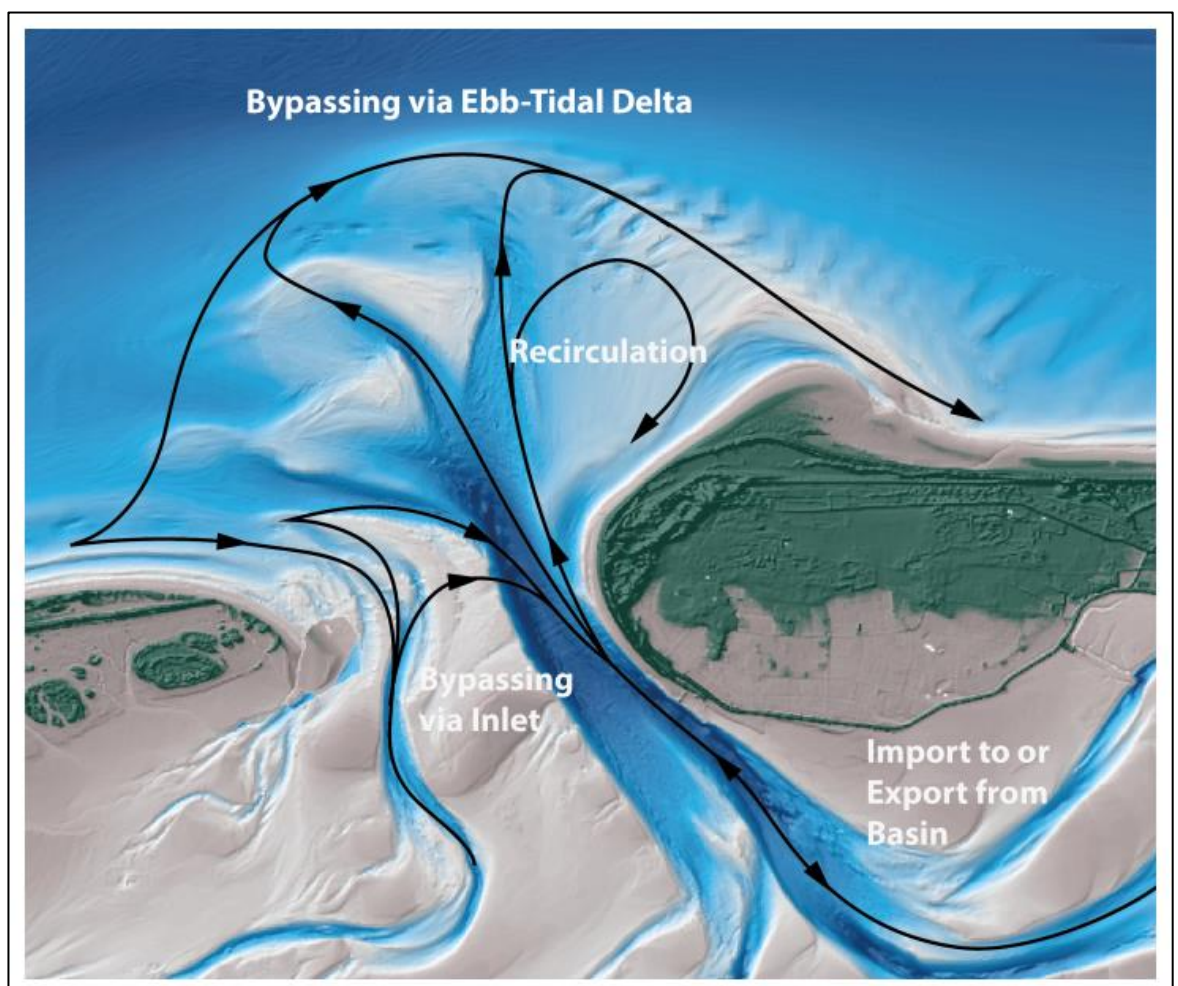 Bypassing via Ebb-Tidal Delta
Recirculation
Bypassing
via Inlet
Import to or
Export from
Basin